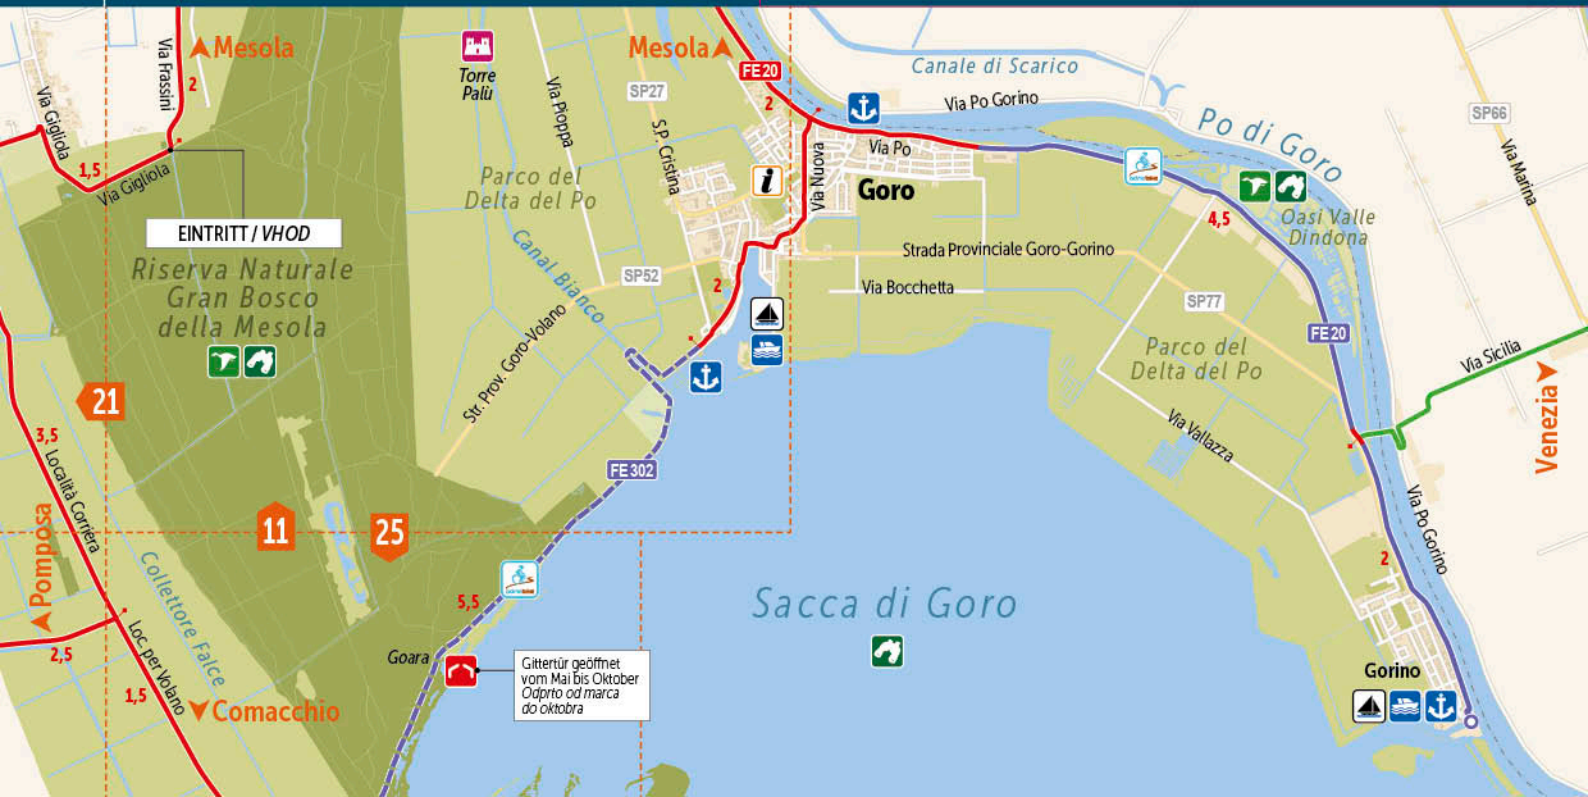 Mesola
Via Frassini
2
Via Gigliola
1,5
Via Gigliola
EINTRITT / VHOD
Riserva Naturale
Gran Bosco
della Mesola
21
3,5
Località Corriera
11
25
Pomposa
2,5
Collettore Falce
Loc. per Volano
1,5
Comacchio
Torre
Palù
Via Pioppa
SP27
S.P. Cristina
Parco del
Delta del Po
Canal Bianco
SP52
Str. Prov. Goro-Volano
Mesola
FE20
2
i
Via Nuova
Via Po
Goro
2
FE302
5,5
Goara
Gittertür geöffnet
vom Mai bis Oktober
Odprto od marca
do oktobra
Canale di Scarico
Via Po Gorino
Po di Goro
SP66
Via Marina
4,5
Oasi Valle
Dindona
Strada Provinciale Goro-Gorino
Via Bocchetta
SP77
FE20
Parco del
Delta del Po
Via Vallazza
Via Sicilia
Venezia
Via Po Gorino
2
Sacca di Goro
Gorino